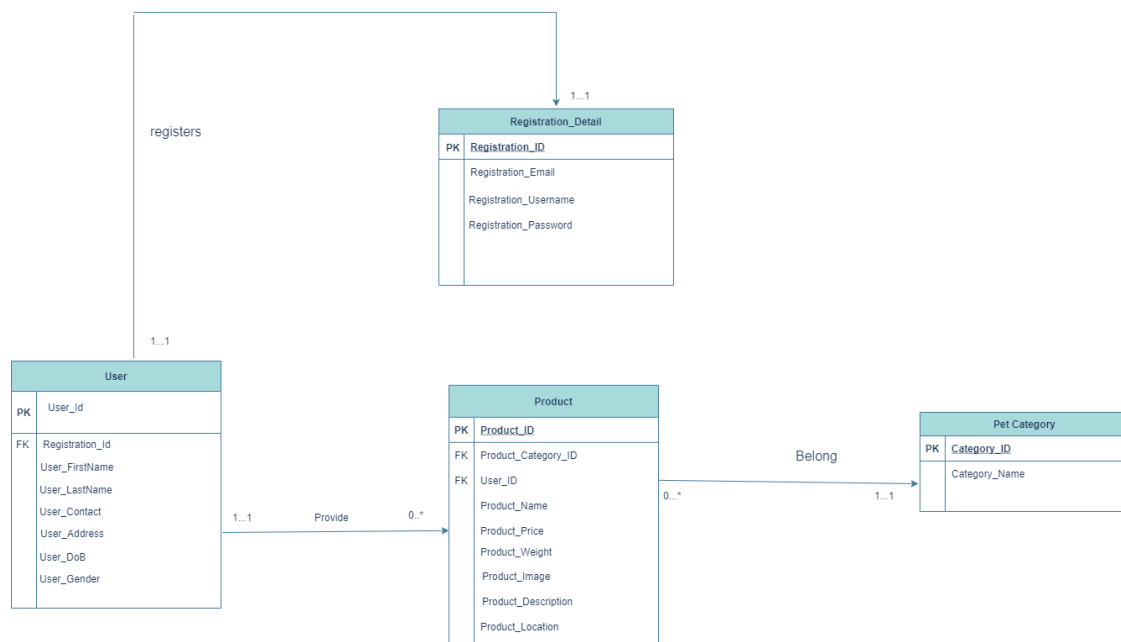 1...1
Registration_Detail
PK Registration_ID
registers
Registration_Email
Registration_Username
Registration_Password
1...1
User
PK User_Id
FK Registration_Id
User_FirstName
User_LastName
User_Contact
User_Address
User_DoB
User_Gender
1...1 Provide 0..*
Product
PK Product_ID
FK Product_Category_ID
FK User_ID
Product_Name
Product_Price
Product_Weight
Product_Image
Product_Description
Product_Location
Belong
0...* 1...1
Pet Category
PK Category_ID
Category_Name